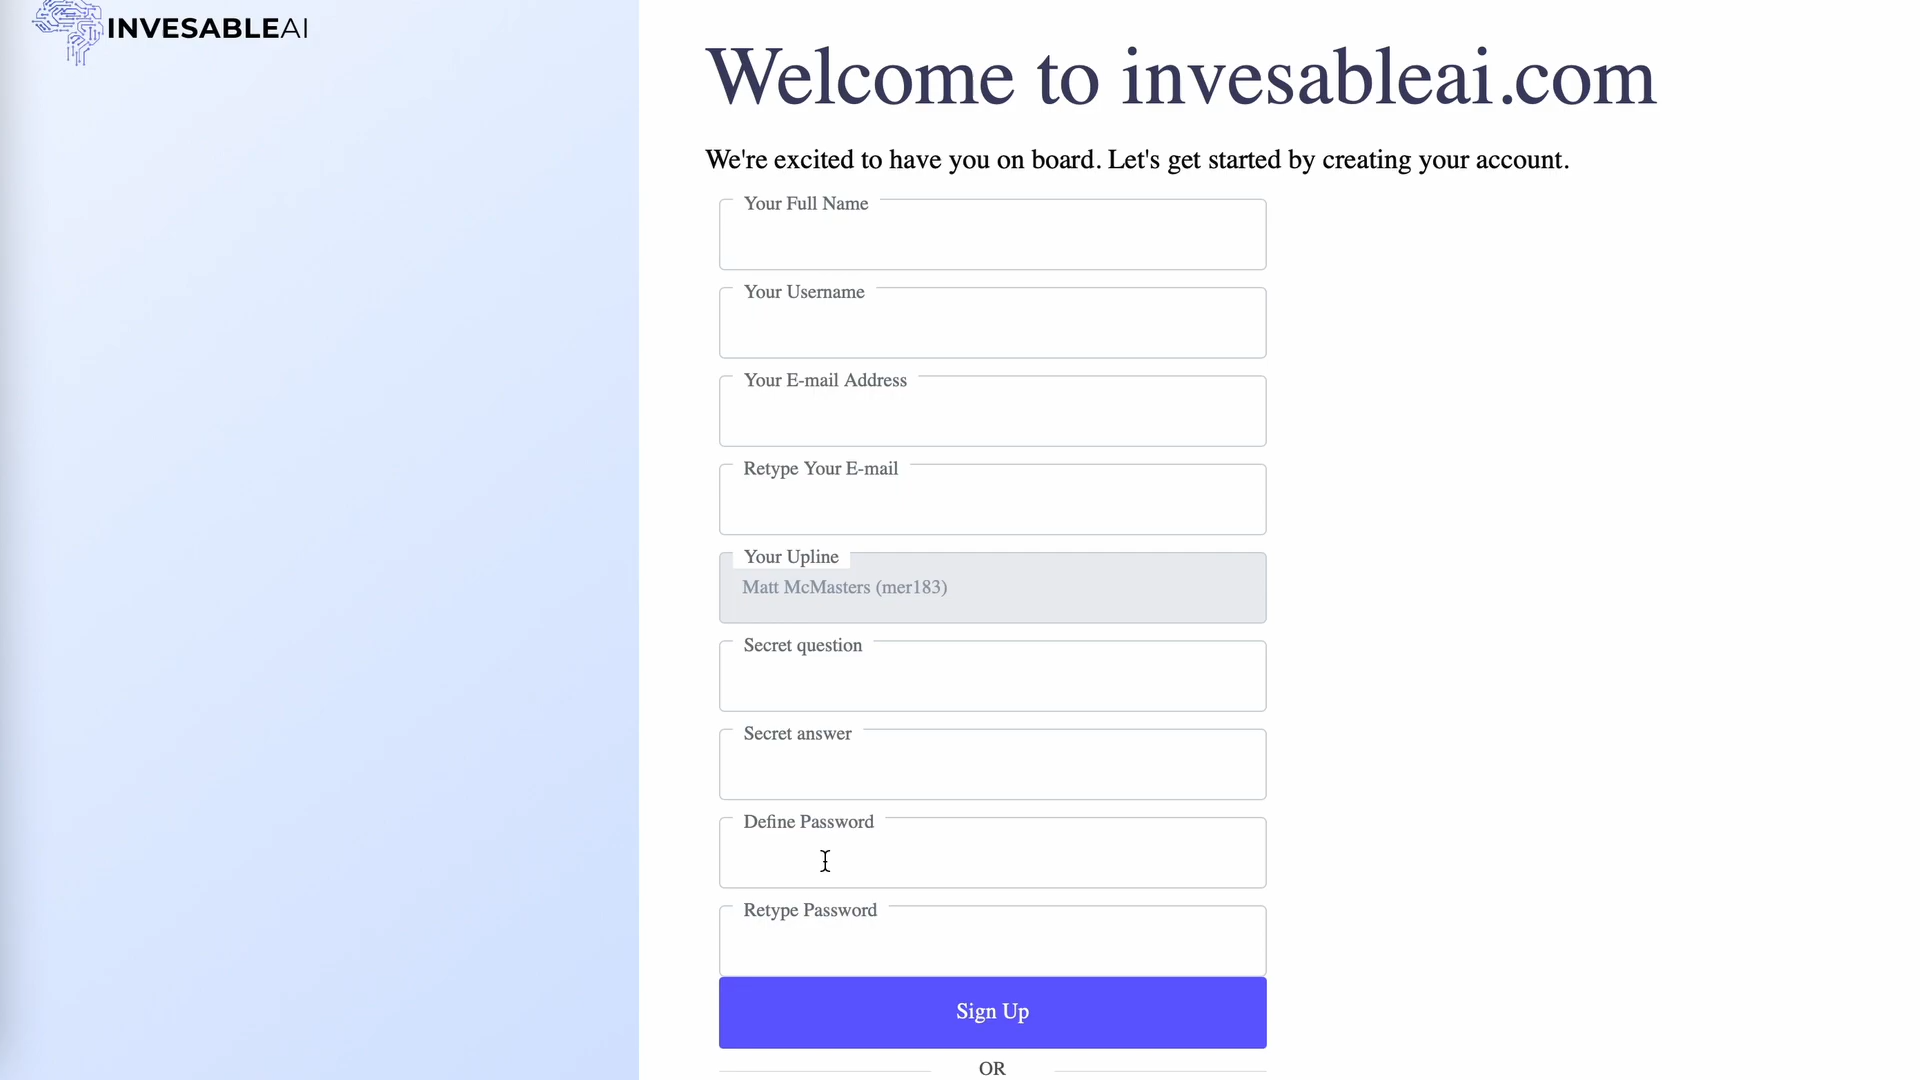 INVESABLEAI
Welcome to invesableai.com
We're excited to have you on board. Let's get started by creating your account.
Your Full Name
Your Username
Your E-mail Address
Retype Your E-mail
Your Upline
Matt McMasters (mer183)
Secret question
Secret answer
Define Password
Retype Password
Sign Up
OR